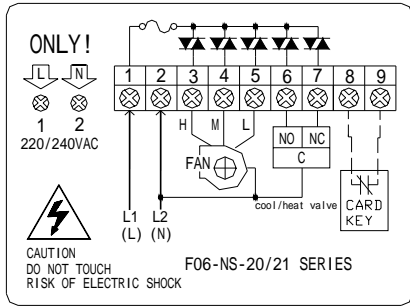 ONLY!
L N
1 2
220/240VAC
1 2 3 4 5 6 7 8 9
H M L
NO NC
C
FAN
cool/heat valve
CARD
KEY
L1 L2
(L) (N)
CAUTION
DO NOT TOUCH
RISK OF ELECTRIC SHOCK
F06-NS-20/21 SERIES